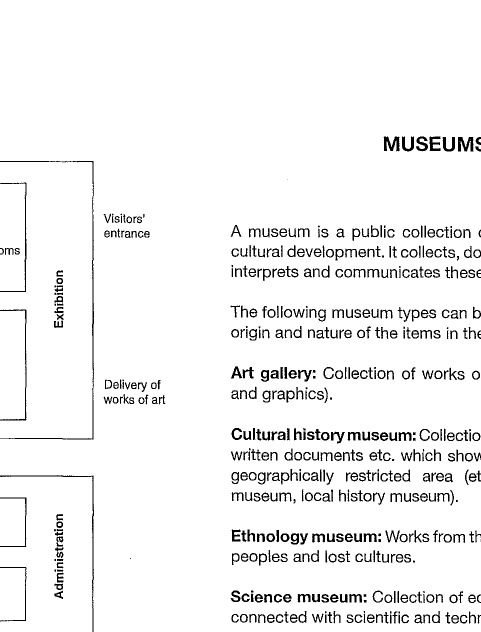 MUSEUMS
Visitors'
entrance
oms
Exhibition
Delivery of
works of art
Administration
A museum is a public collection
cultural development. It collects, do
interprets and communicates these
The following museum types can b
origin and nature of the items in the
Art gallery: Collection of works o
and graphics).
Cultural history museum: Collectio
written documents etc. which show
geographically restricted area (et
museum, local history museum).
Ethnology museum: Works from th
peoples and lost cultures.
Science museum: Collection of ed
connected with scientific and techn